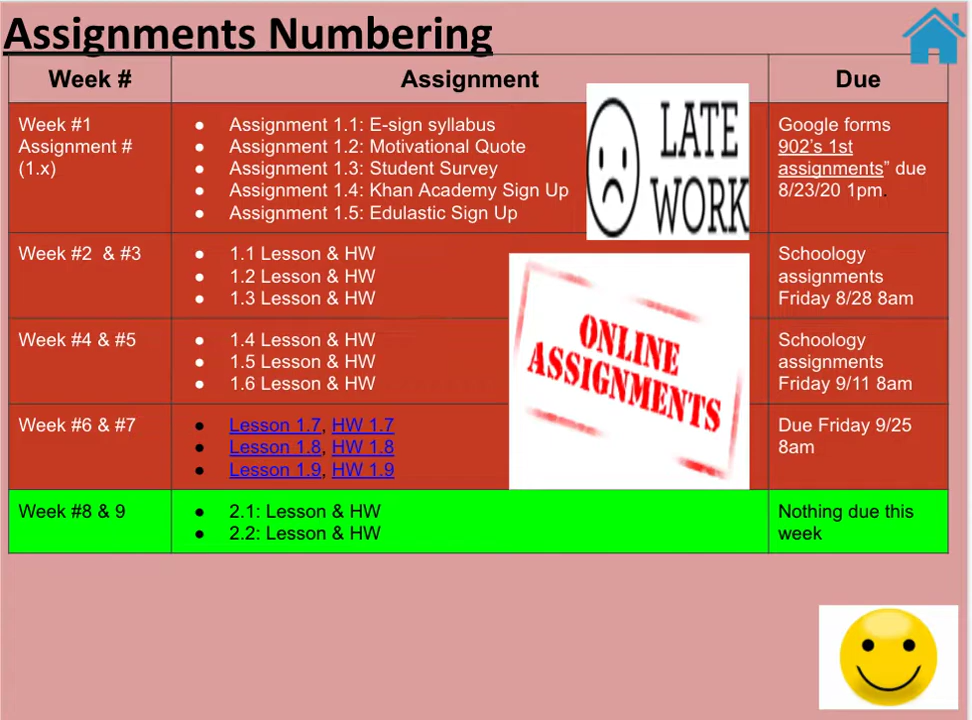 Assignments Numbering
Week #
Assignment
Due
Week #1
Assignment #
(1.x)
● Assignment 1.1: E-sign syllabus
● Assignment 1.2: Motivational Quote
● Assignment 1.3: Student Survey
● Assignment 1.4: Khan Academy Sign Up
● Assignment 1.5: Edulastic Sign Up
LATE
WORK
Google forms
902’s 1st
assignments” due
8/23/20 1pm.
Week #2 & #3
● 1.1 Lesson & HW
● 1.2 Lesson & HW
● 1.3 Lesson & HW
Schoology
assignments
Friday 8/28 8am
ONLINE
ASSIGNMENTS
Week #4 & #5
● 1.4 Lesson & HW
● 1.5 Lesson & HW
● 1.6 Lesson & HW
Schoology
assignments
Friday 9/11 8am
Week #6 & #7
● Lesson 1.7, HW 1.7
● Lesson 1.8, HW 1.8
● Lesson 1.9, HW 1.9
Due Friday 9/25
8am
Week #8 & 9
● 2.1: Lesson & HW
● 2.2: Lesson & HW
Nothing due this
week